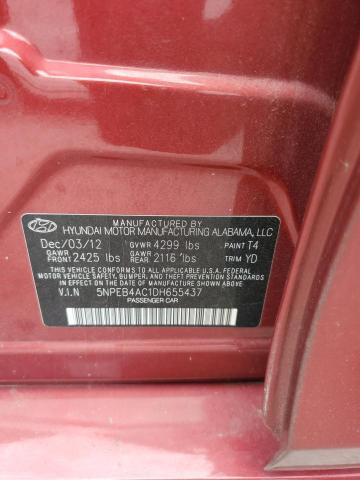 MANUFACTURED BY
HYUNDAI MOTOR MANUFACTURING ALABAMA, LLC
Dec/03/12 GVWR 4299 lbs PAINT T4
GAWR FRONT 2425 lbs GAWR REAR 2116 lbs TRIM YD
THIS VEHICLE CONFORMS TO ALL APPLICABLE FEDERAL
MOTOR VEHICLE SAFETY, BUMPER, AND THEFT PREVENTION
STANDARDS IN EFFECT ON THE DATE OF MANUFACTURE SHOWN ABOVE.
V.I.N 5NPEB4AC1DH655437
PASSENGER CAR